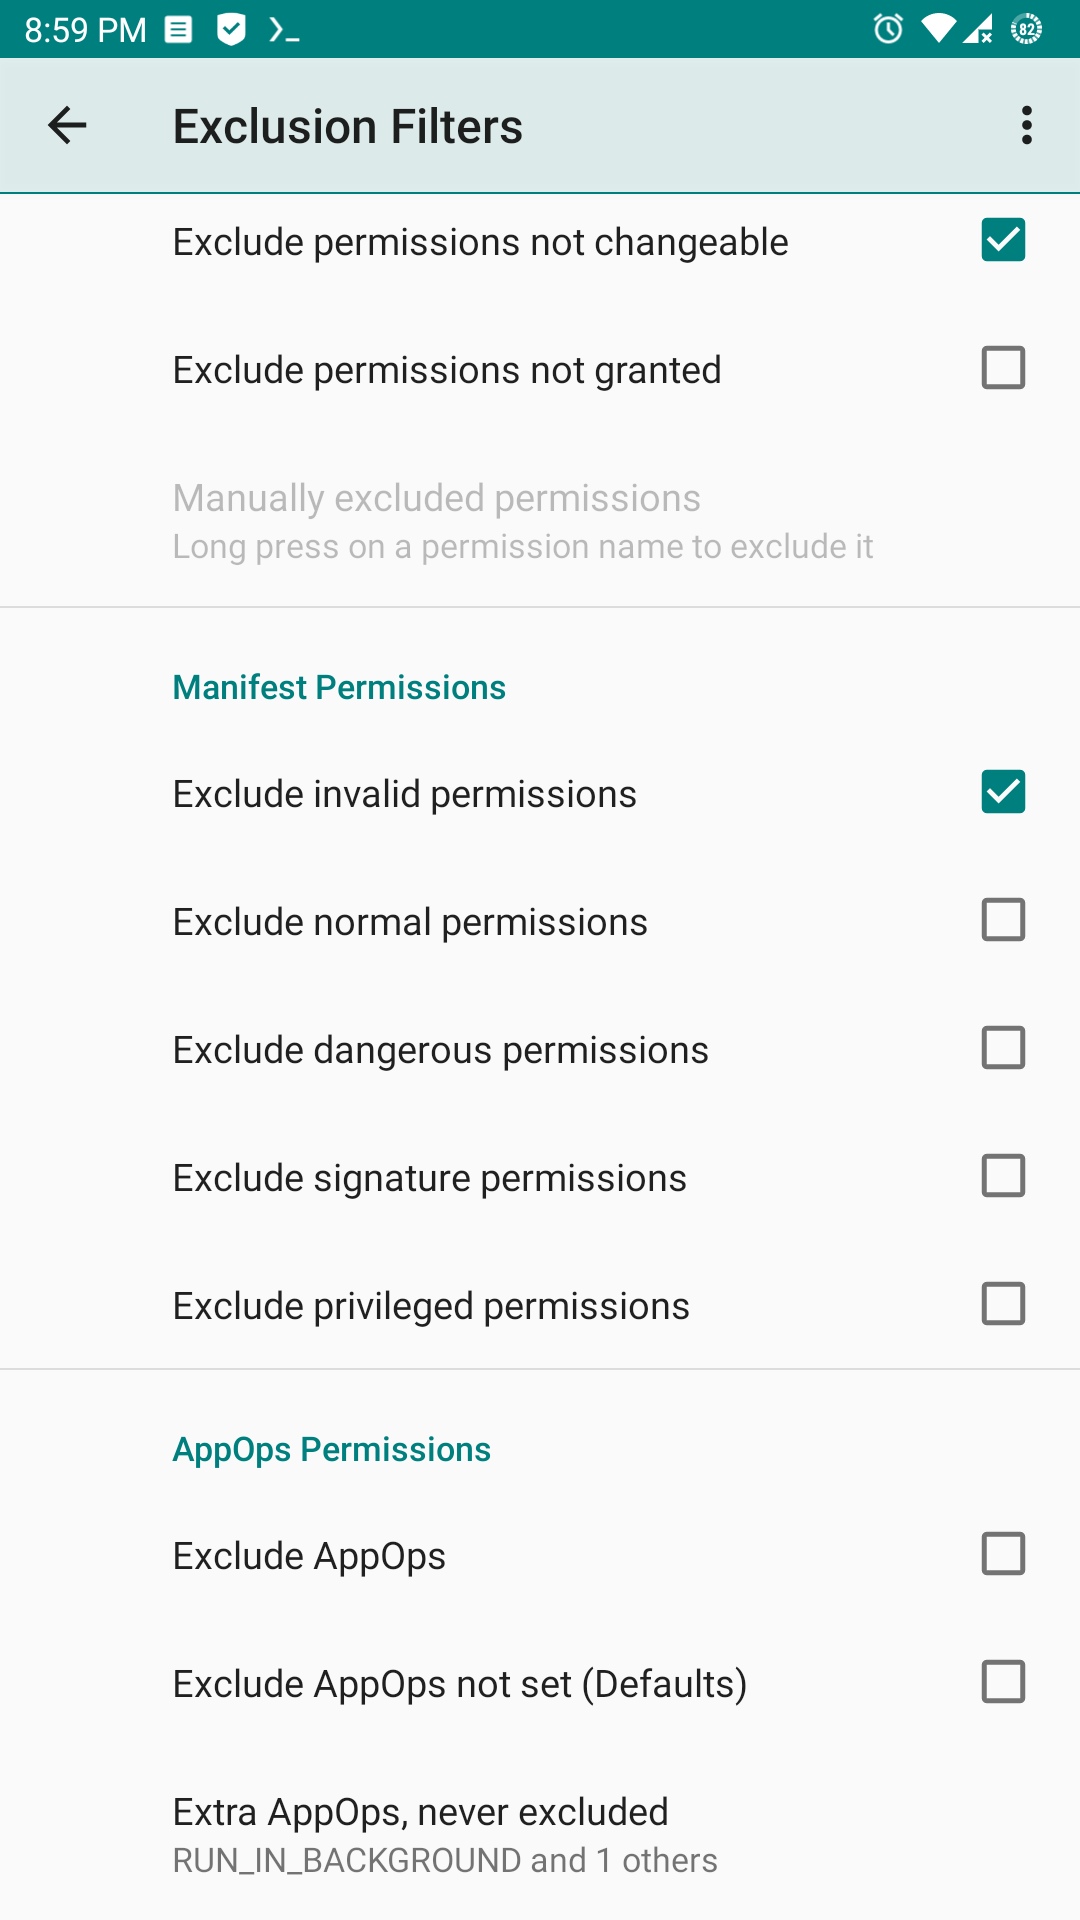 8:59 PM
82
Exclusion Filters
Exclude permissions not changeable
Exclude permissions not granted
Manually excluded permissions
Long press on a permission name to exclude it
Manifest Permissions
Exclude invalid permissions
Exclude normal permissions
Exclude dangerous permissions
Exclude signature permissions
Exclude privileged permissions
AppOps Permissions
Exclude AppOps
Exclude AppOps not set (Defaults)
Extra AppOps, never excluded
RUN_IN_BACKGROUND and 1 others